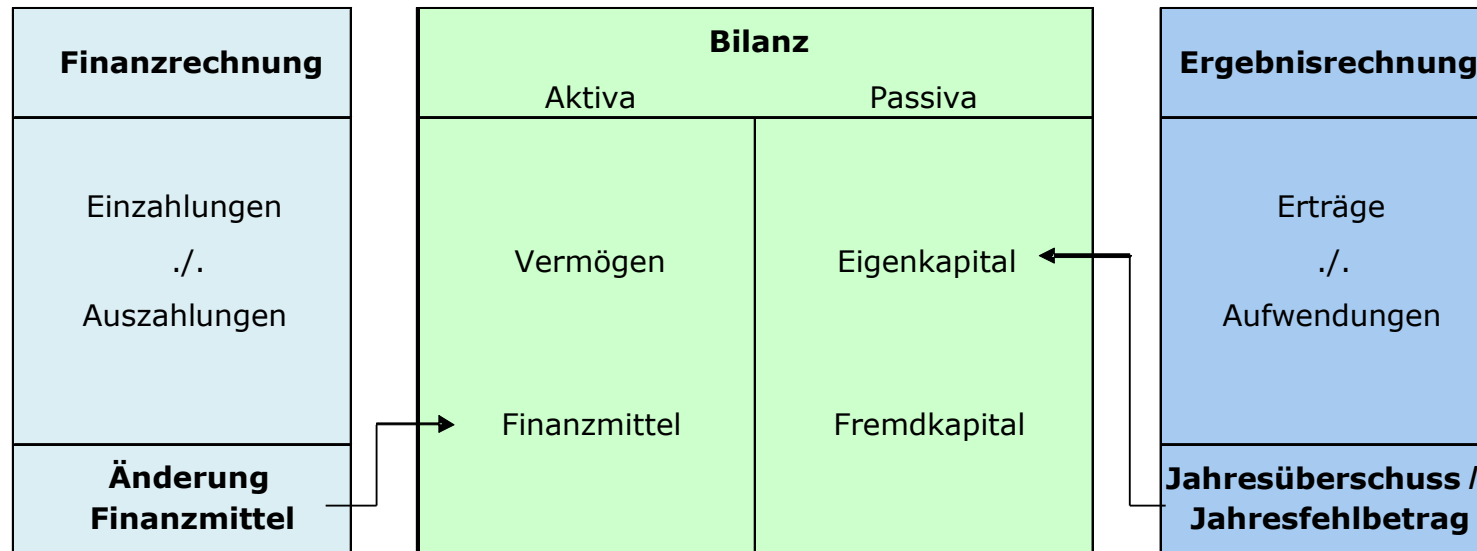 Finanzrechnung
Einzahlungen
./.
Auszahlungen
Änderung
Finanzmittel
Bilanz
Aktiva Passiva
Vermögen Eigenkapital
Finanzmittel Fremdkapital
Ergebnisrechnung
Erträge
./.
Aufwendungen
Jahresüberschuss /
Jahresfehlbetrag